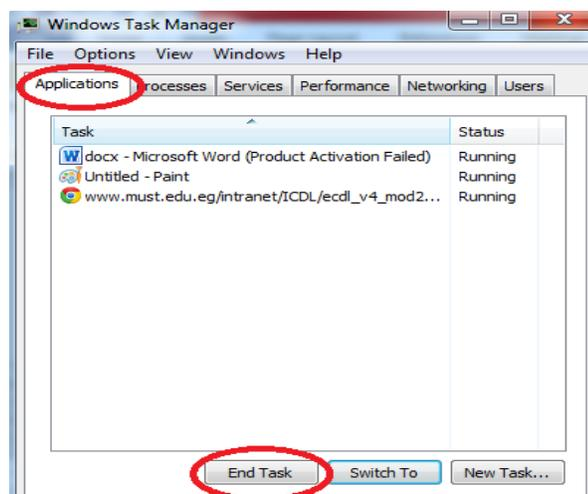 Windows Task Manager
File Options View Windows Help
Applications Processes Services Performance Networking Users
Task Status
docx - Microsoft Word (Product Activation Failed) Running
Untitled - Paint Running
www.must.edu.eg/intranet/ICDL/ecdl_v4_mod2... Running
End Task Switch To New Task...